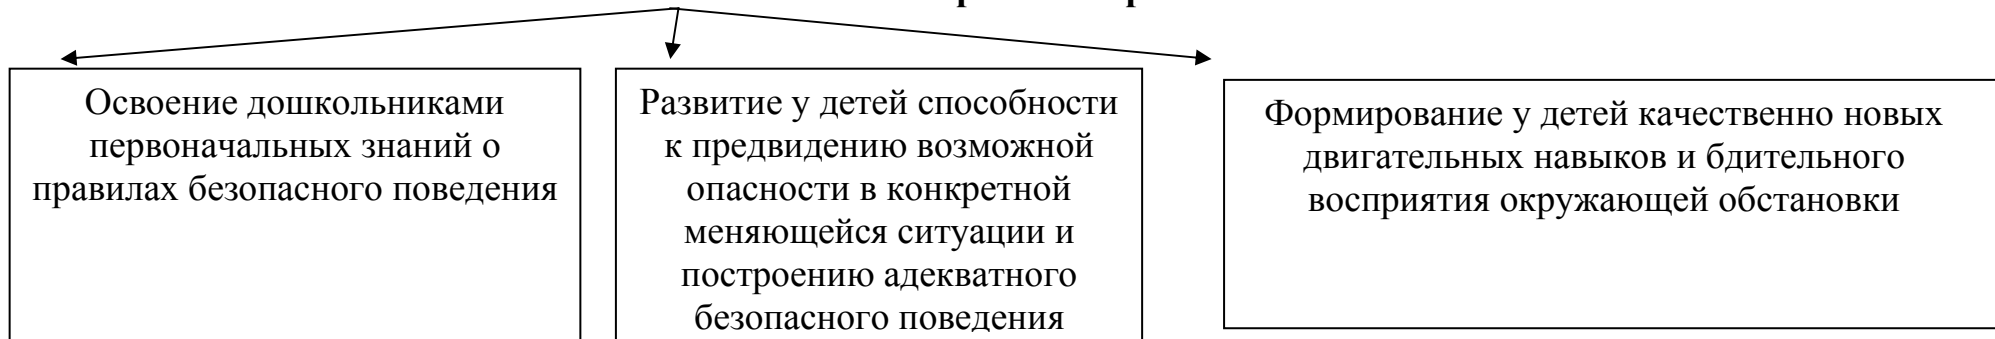 Освоение дошкольниками
первоначальных знаний о
правилах безопасного поведения
Развитие у детей способности
к предвидению возможной
опасности в конкретной
меняющейся ситуации и
построению адекватного
безопасного поведения
Формирование у детей качественно новых
двигательных навыков и бдительного
восприятия окружающей обстановки